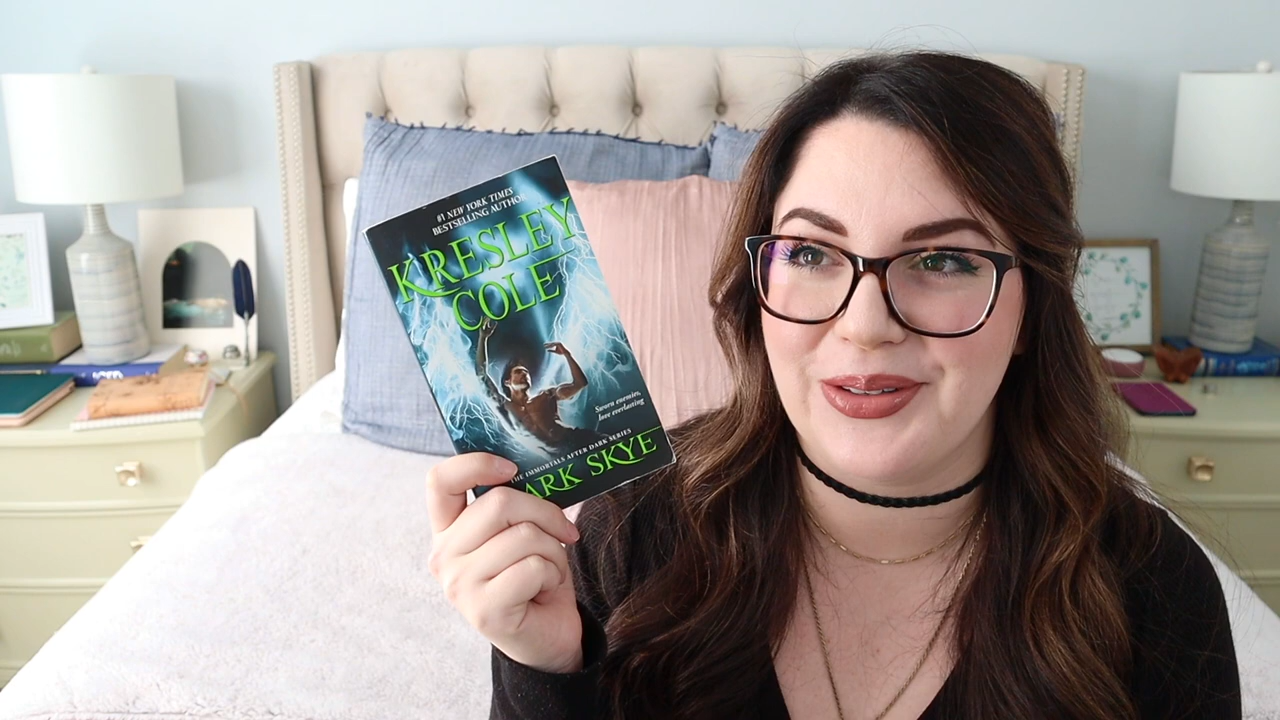 #1 NEW YORK TIMES
BESTSELLING AUTHOR
KRESLEY
COLE
Sworn enemies,
love everlasting
THE IMMORTALS AFTER DARK SERIES
ARK SKYE